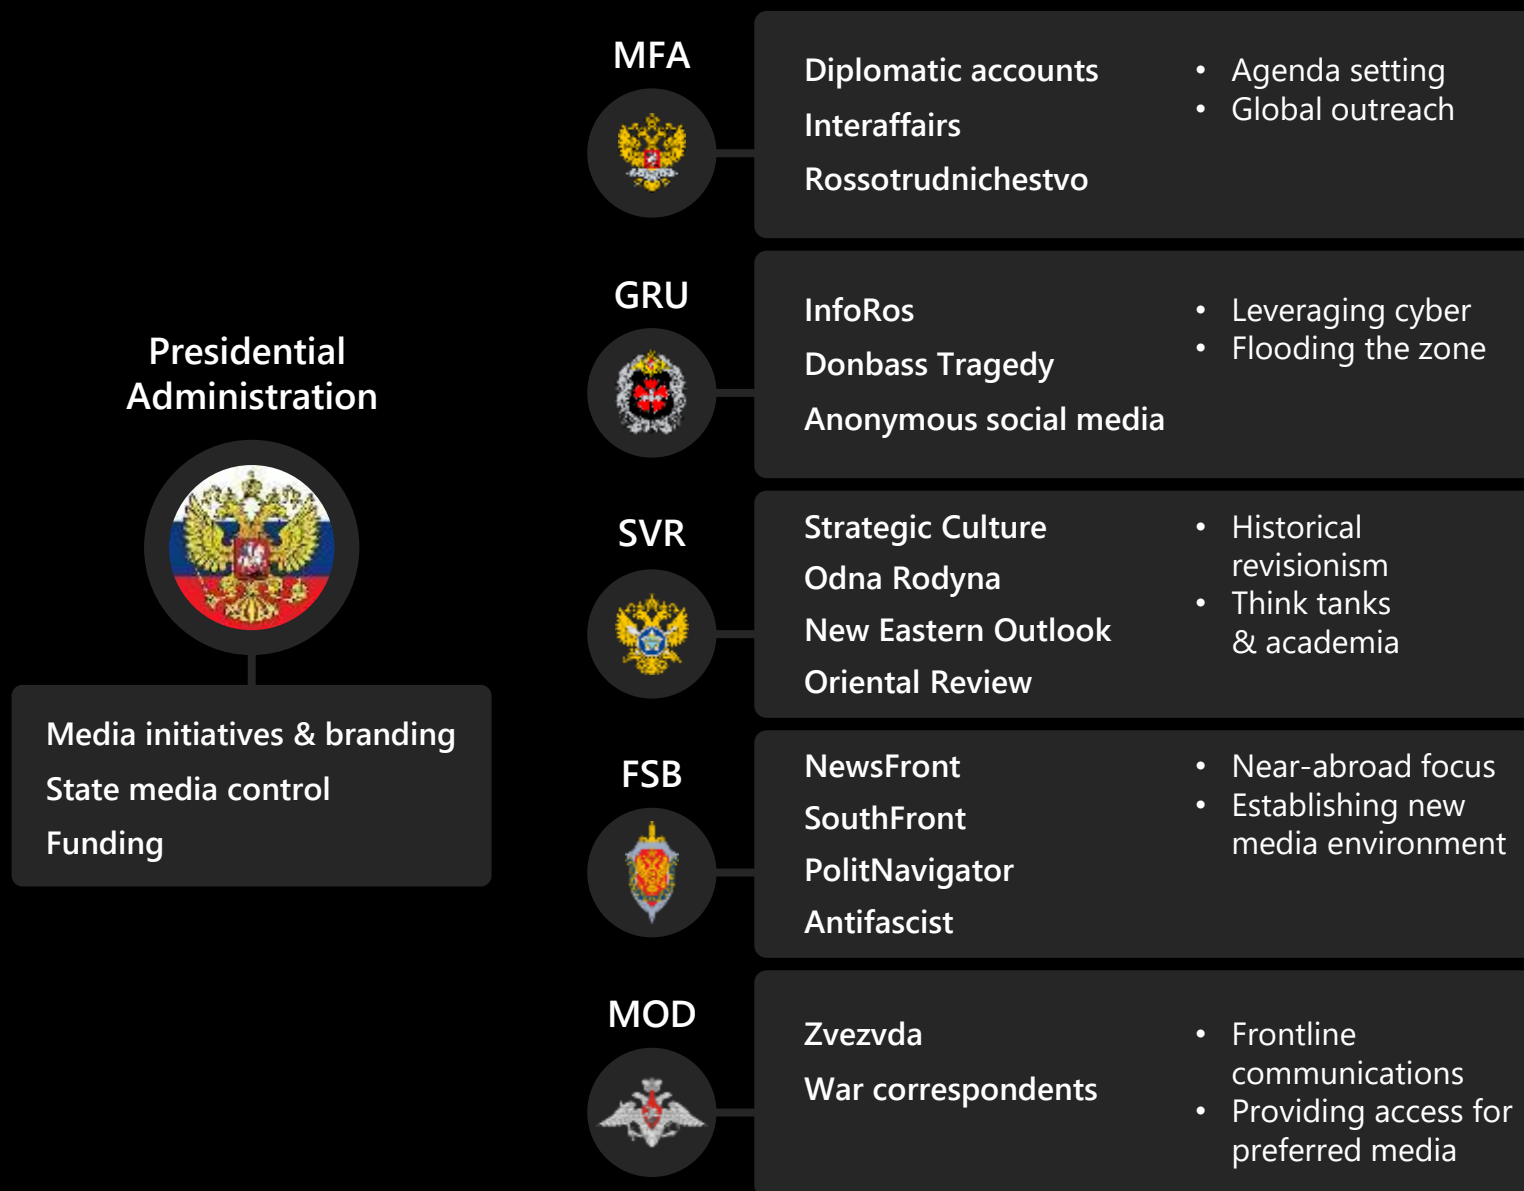 Presidential
Administration
Media initiatives & branding
State media control
Funding
MFA
Diplomatic accounts
Interaffairs
Rossotrudnichestvo
• Agenda setting
• Global outreach
GRU
InfoRos
Donbass Tragedy
Anonymous social media
• Leveraging cyber
• Flooding the zone
SVR
Strategic Culture
Odna Rodyna
New Eastern Outlook
Oriental Review
• Historical
revisionism
• Think tanks
& academia
FSB
NewsFront
SouthFront
PolitNavigator
Antifascist
• Near-abroad focus
• Establishing new
media environment
MOD
Zvezvda
War correspondents
• Frontline
communications
• Providing access for
preferred media